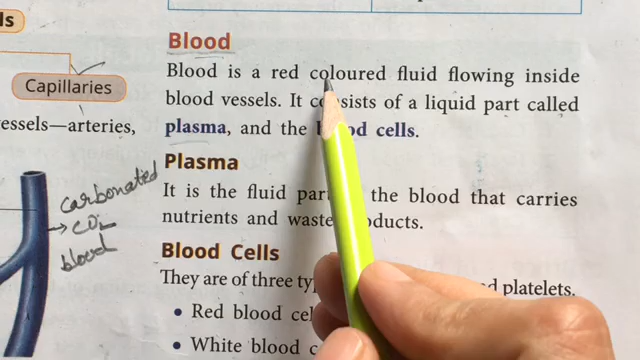 Capillaries
essels—arteries,
carbonated
CO2
blood
Blood
Blood is a red coloured fluid flowing inside
blood vessels. It consists of a liquid part called
plasma, and the blood cells.
Plasma
It is the fluid part the blood that carries
nutrients and waste
Blood Cells
They are of three d platelets.
• Red blood cel
• White blood c